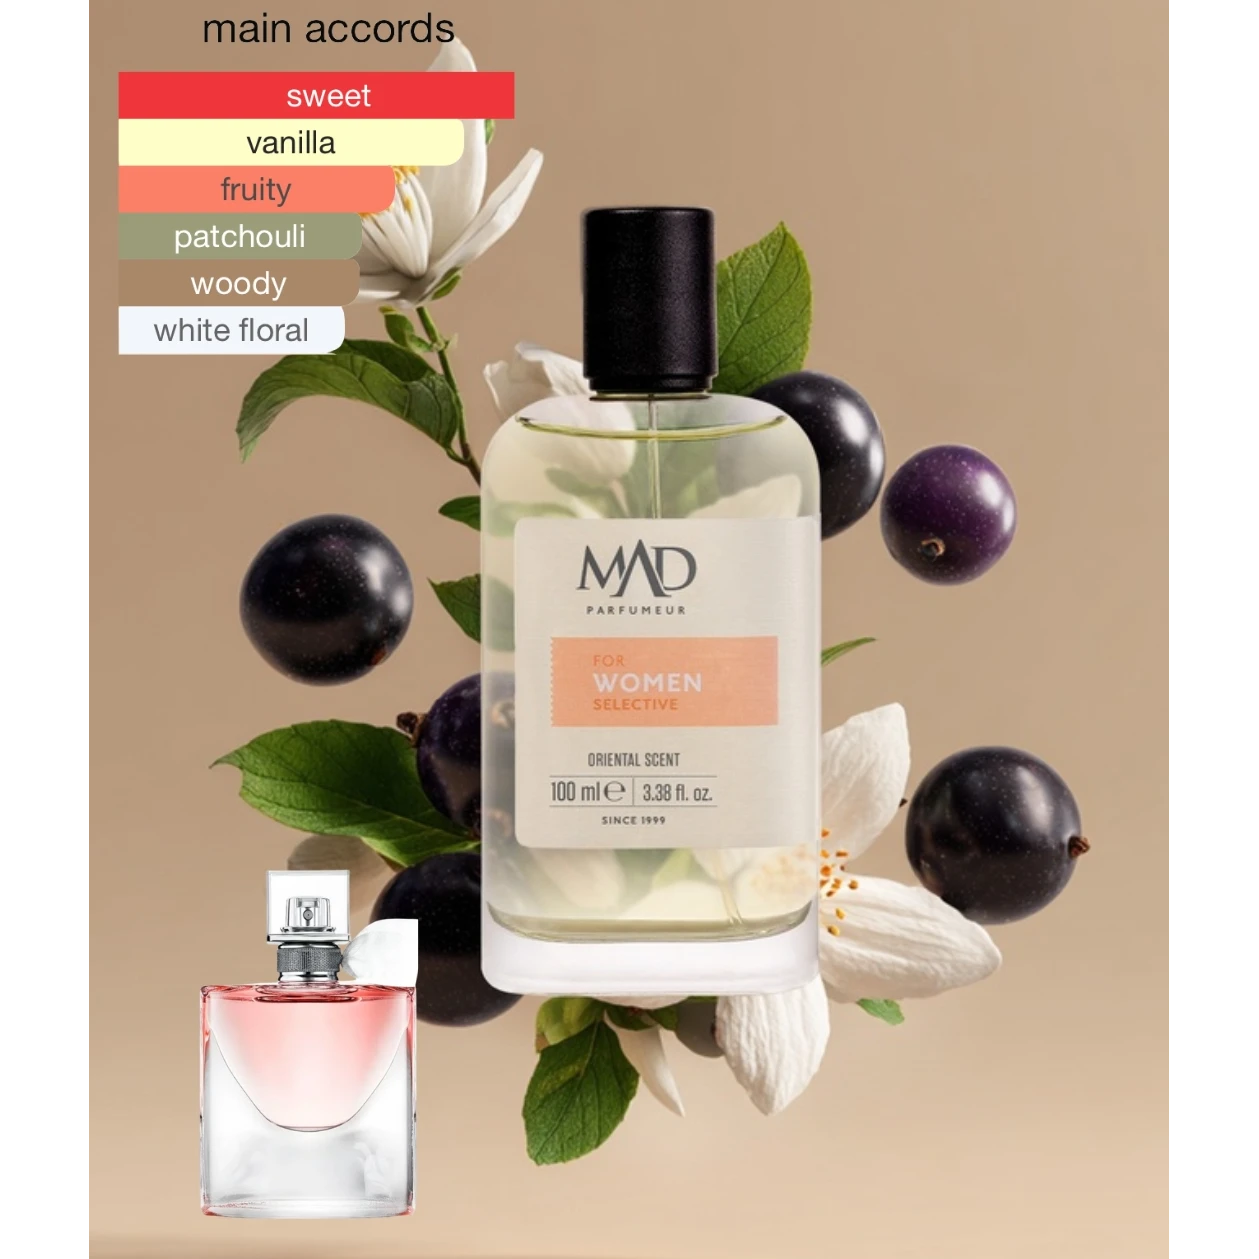 main accords
sweet
vanilla
fruity
patchouli
woody
white floral
MAD
PARFUMEUR
FOR
WOMEN
SELECTIVE
ORIENTAL SCENT
100 ml ℮ 3.38 fl. oz.
SINCE 1999